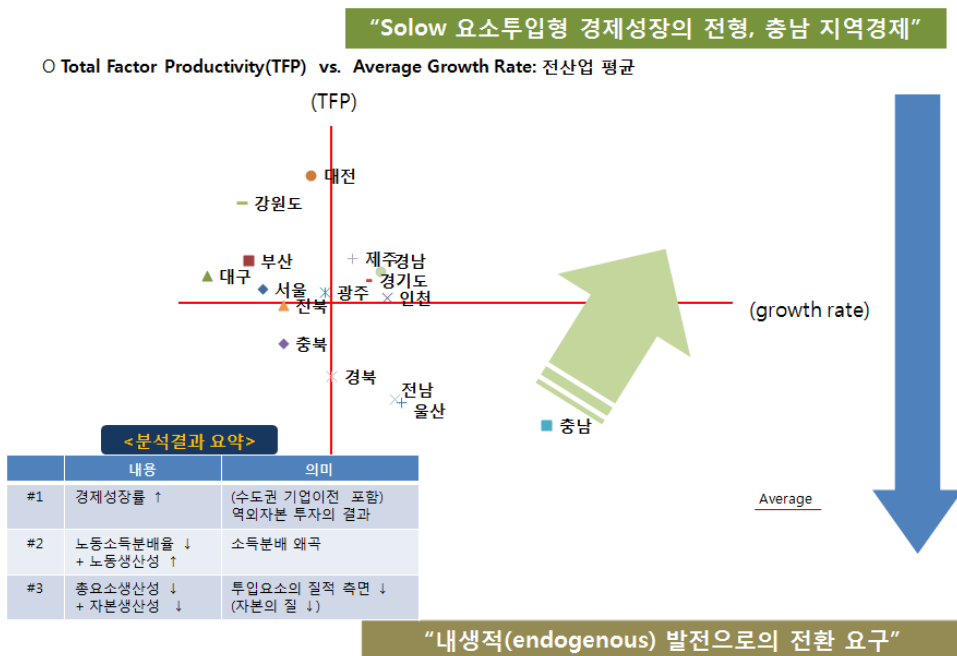 “Solow 요소투입형 경제성장의 전형, 충남 지역경제”
O Total Factor Productivity(TFP) vs. Average Growth Rate: 전산업 평균
(TFP)
대전
강원도
부산
제주
경남
대구
경기도
서울
광주
인천
전북
(growth rate)
충북
경북
전남
울산
충남
<분석결과 요약>
내용 의미
#1 경제성장률 ↑ (수도권 기업이전 포함)
역외자본 투자의 결과
#2 노동소득분배율 ↓ 소득분배 왜곡
+ 노동생산성 ↑
#3 총요소생산성 ↓ 투입요소의 질적 측면 ↓
+ 자본생산성 ↓ (자본의 질 ↓)
Average
“내생적(endogenous) 발전으로의 전환 요구”